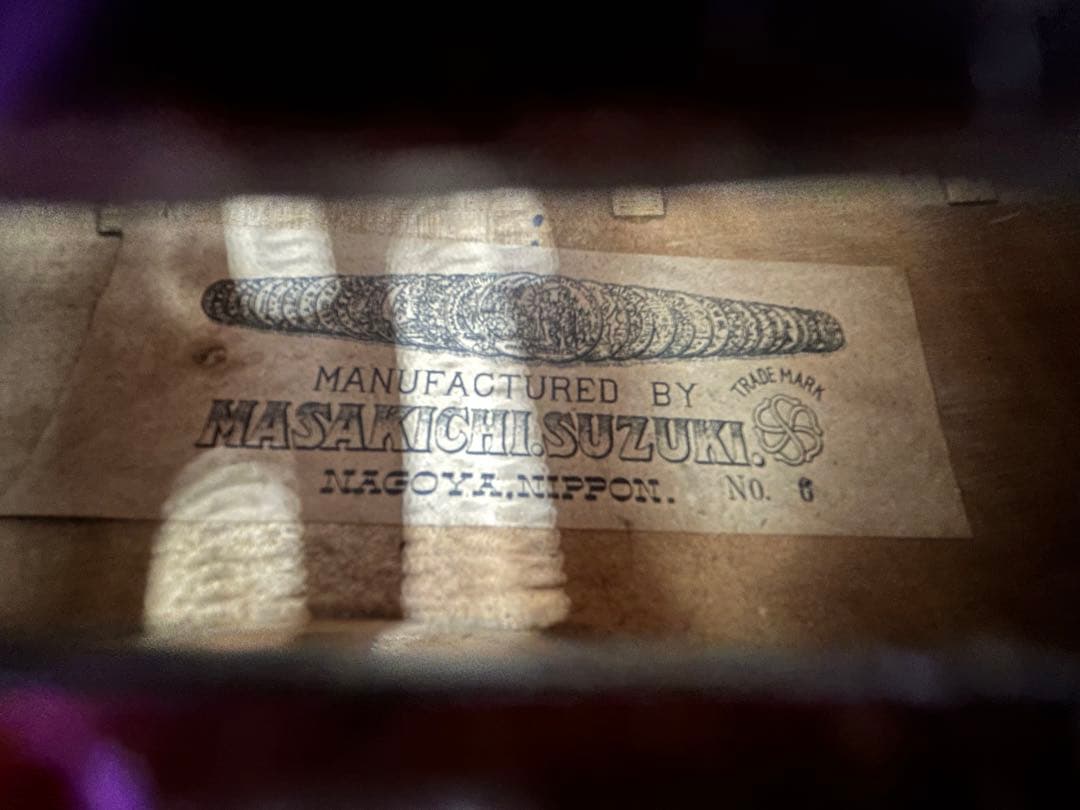 MANUFACTURED BY
TRADE MARK
MASAKICHI.SUZUKI.
NAGOYA.NIPPON.
No. 6